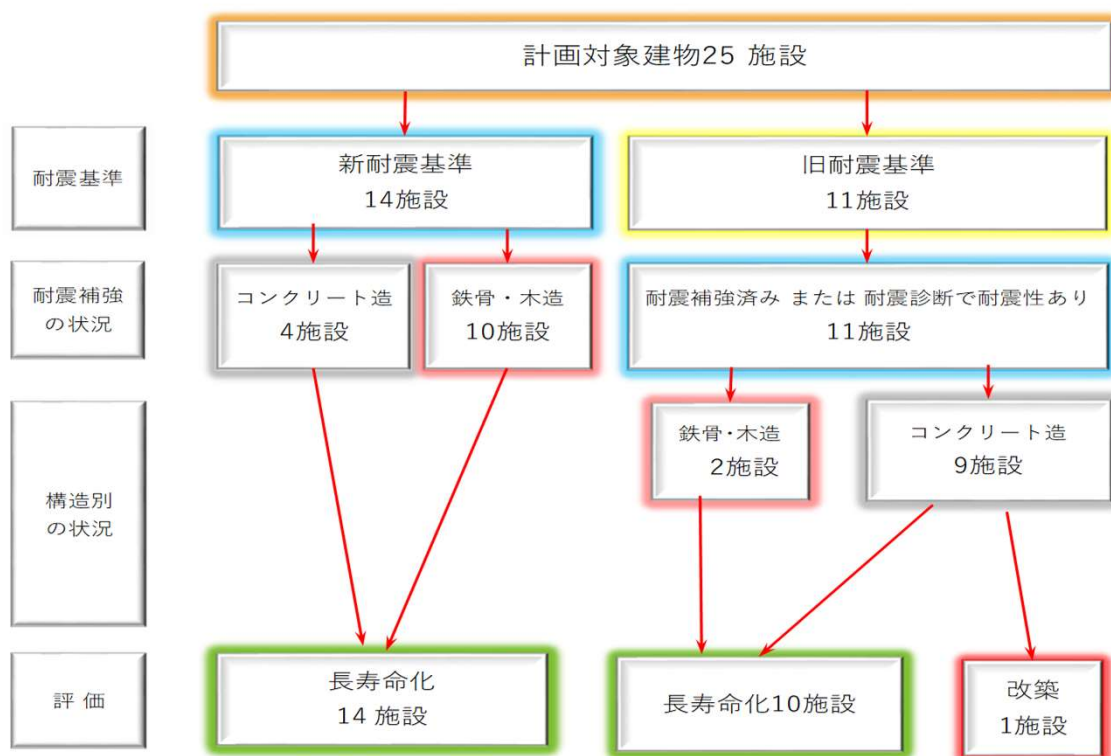 計画対象建物25 施設
耐震基準
新耐震基準
14施設
旧耐震基準
11施設
耐震補強
の状況
コンクリート造
4施設
鉄骨・木造
10施設
耐震補強済み または 耐震診断で耐震性あり
11施設
構造別
の状況
鉄骨・木造
2施設
コンクリート造
9施設
評 価
長寿命化
14 施設
長寿命化10施設
改築
1施設